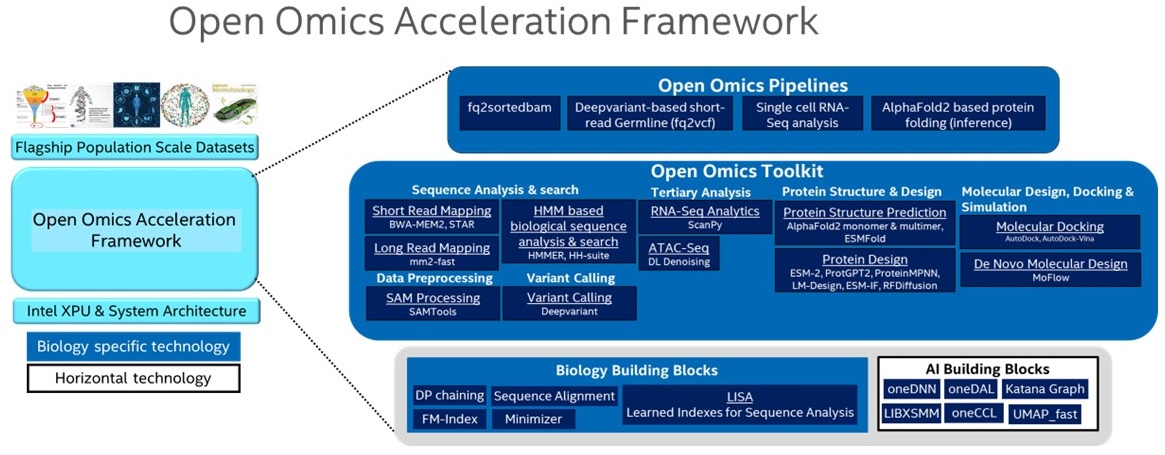 Open Omics Acceleration Framework
Flagship Population Scale Datasets
Open Omics Acceleration
Framework
Intel XPU & System Architecture
Biology specific technology
Horizontal technology
Open Omics Pipelines
fq2sortedbam
Deepvariant-based short-
read Germline (fq2vcf)
Single cell RNA-
Seq analysis
AlphaFold2 based protein
folding (inference)
Open Omics Toolkit
Sequence Analysis & search
Short Read Mapping
BWA-MEM2, STAR
Long Read Mapping
mm2-fast
HMM based
biological sequence
analysis & search
HMMER, HH-suite
Data Preprocessing
SAM Processing
SAMTools
Variant Calling
Variant Calling
Deepvariant
Tertiary Analysis
RNA-Seq Analytics
ScanPy
ATAC-Seq
DL Denoising
Protein Structure & Design
Protein Structure Prediction
AlphaFold2 monomer & multimer,
ESMFold
Protein Design
ESM-2, ProtGPT2, ProteinMPNN,
LM-Design, ESM-IF, RFDiffusion
Molecular Design, Docking &
Simulation
Molecular Docking
AutoDock, AutoDock-Vina
De Novo Molecular Design
MoFlow
Biology Building Blocks
DP chaining
Sequence Alignment
FM-Index
Minimizer
LISA
Learned Indexes for Sequence Analysis
AI Building Blocks
oneDNN
oneDAL
Katana Graph
LIBXSMM
oneCCL
UMAP_fast